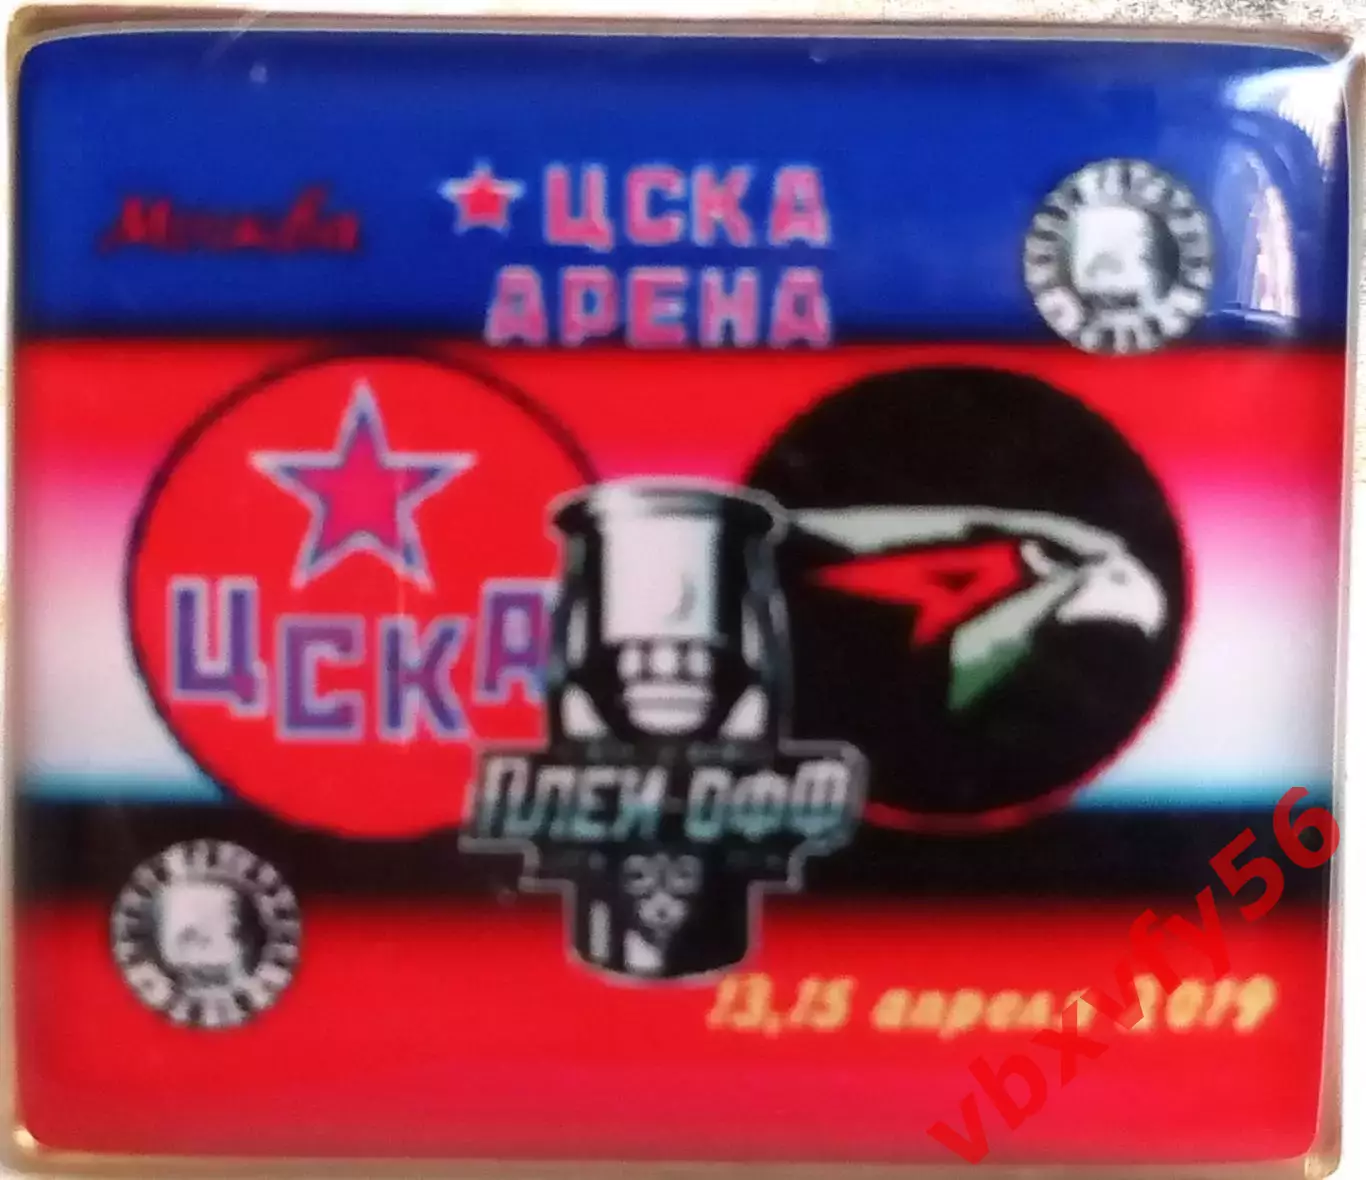 Москва
ЦСКА
АРЕНА
ЦСКА
ПЛЕЙ-ОФФ
13,15 апреля 2019
vbxvfy56